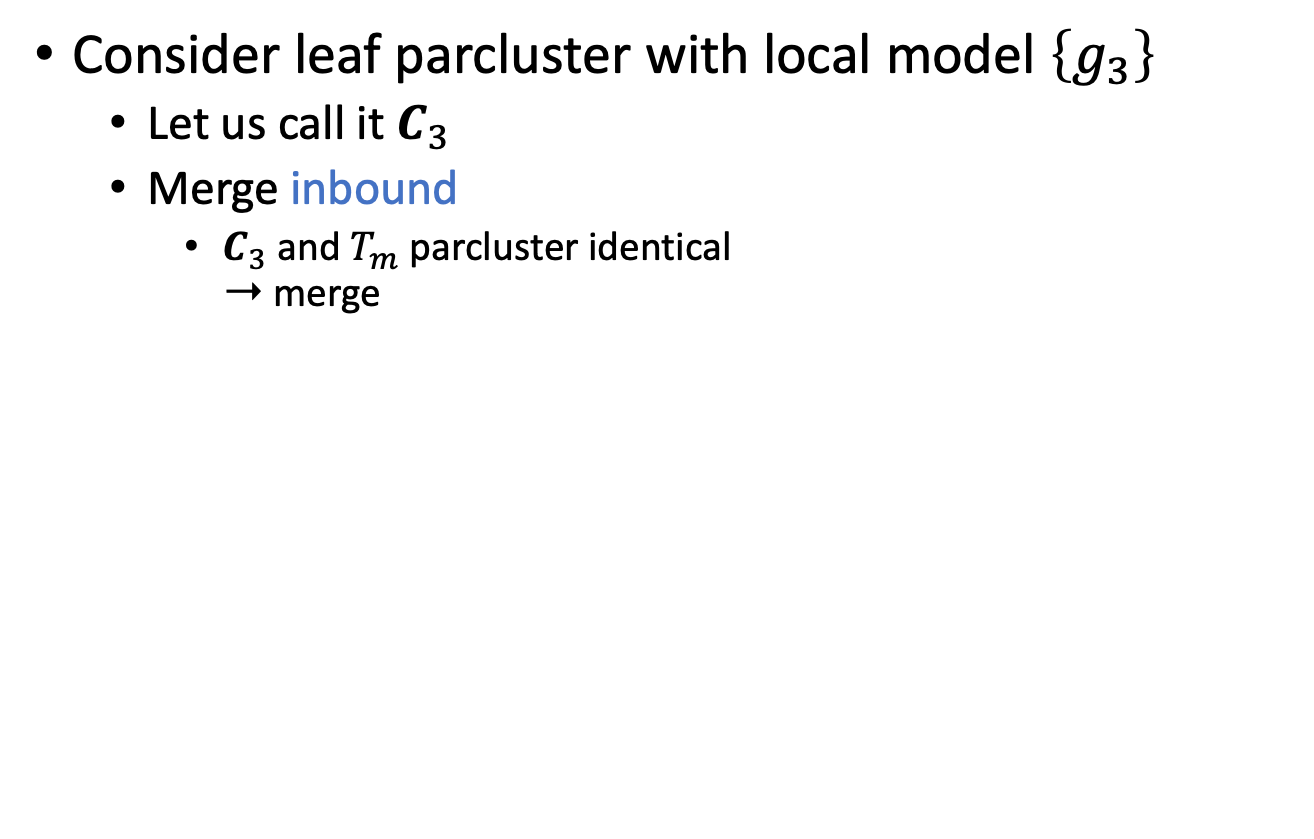 • Consider leaf parcluster with local model {𝑔₃}
• Let us call it 𝑪₃
• Merge inbound
• 𝑪₃ and 𝑇ₘ parcluster identical
→ merge